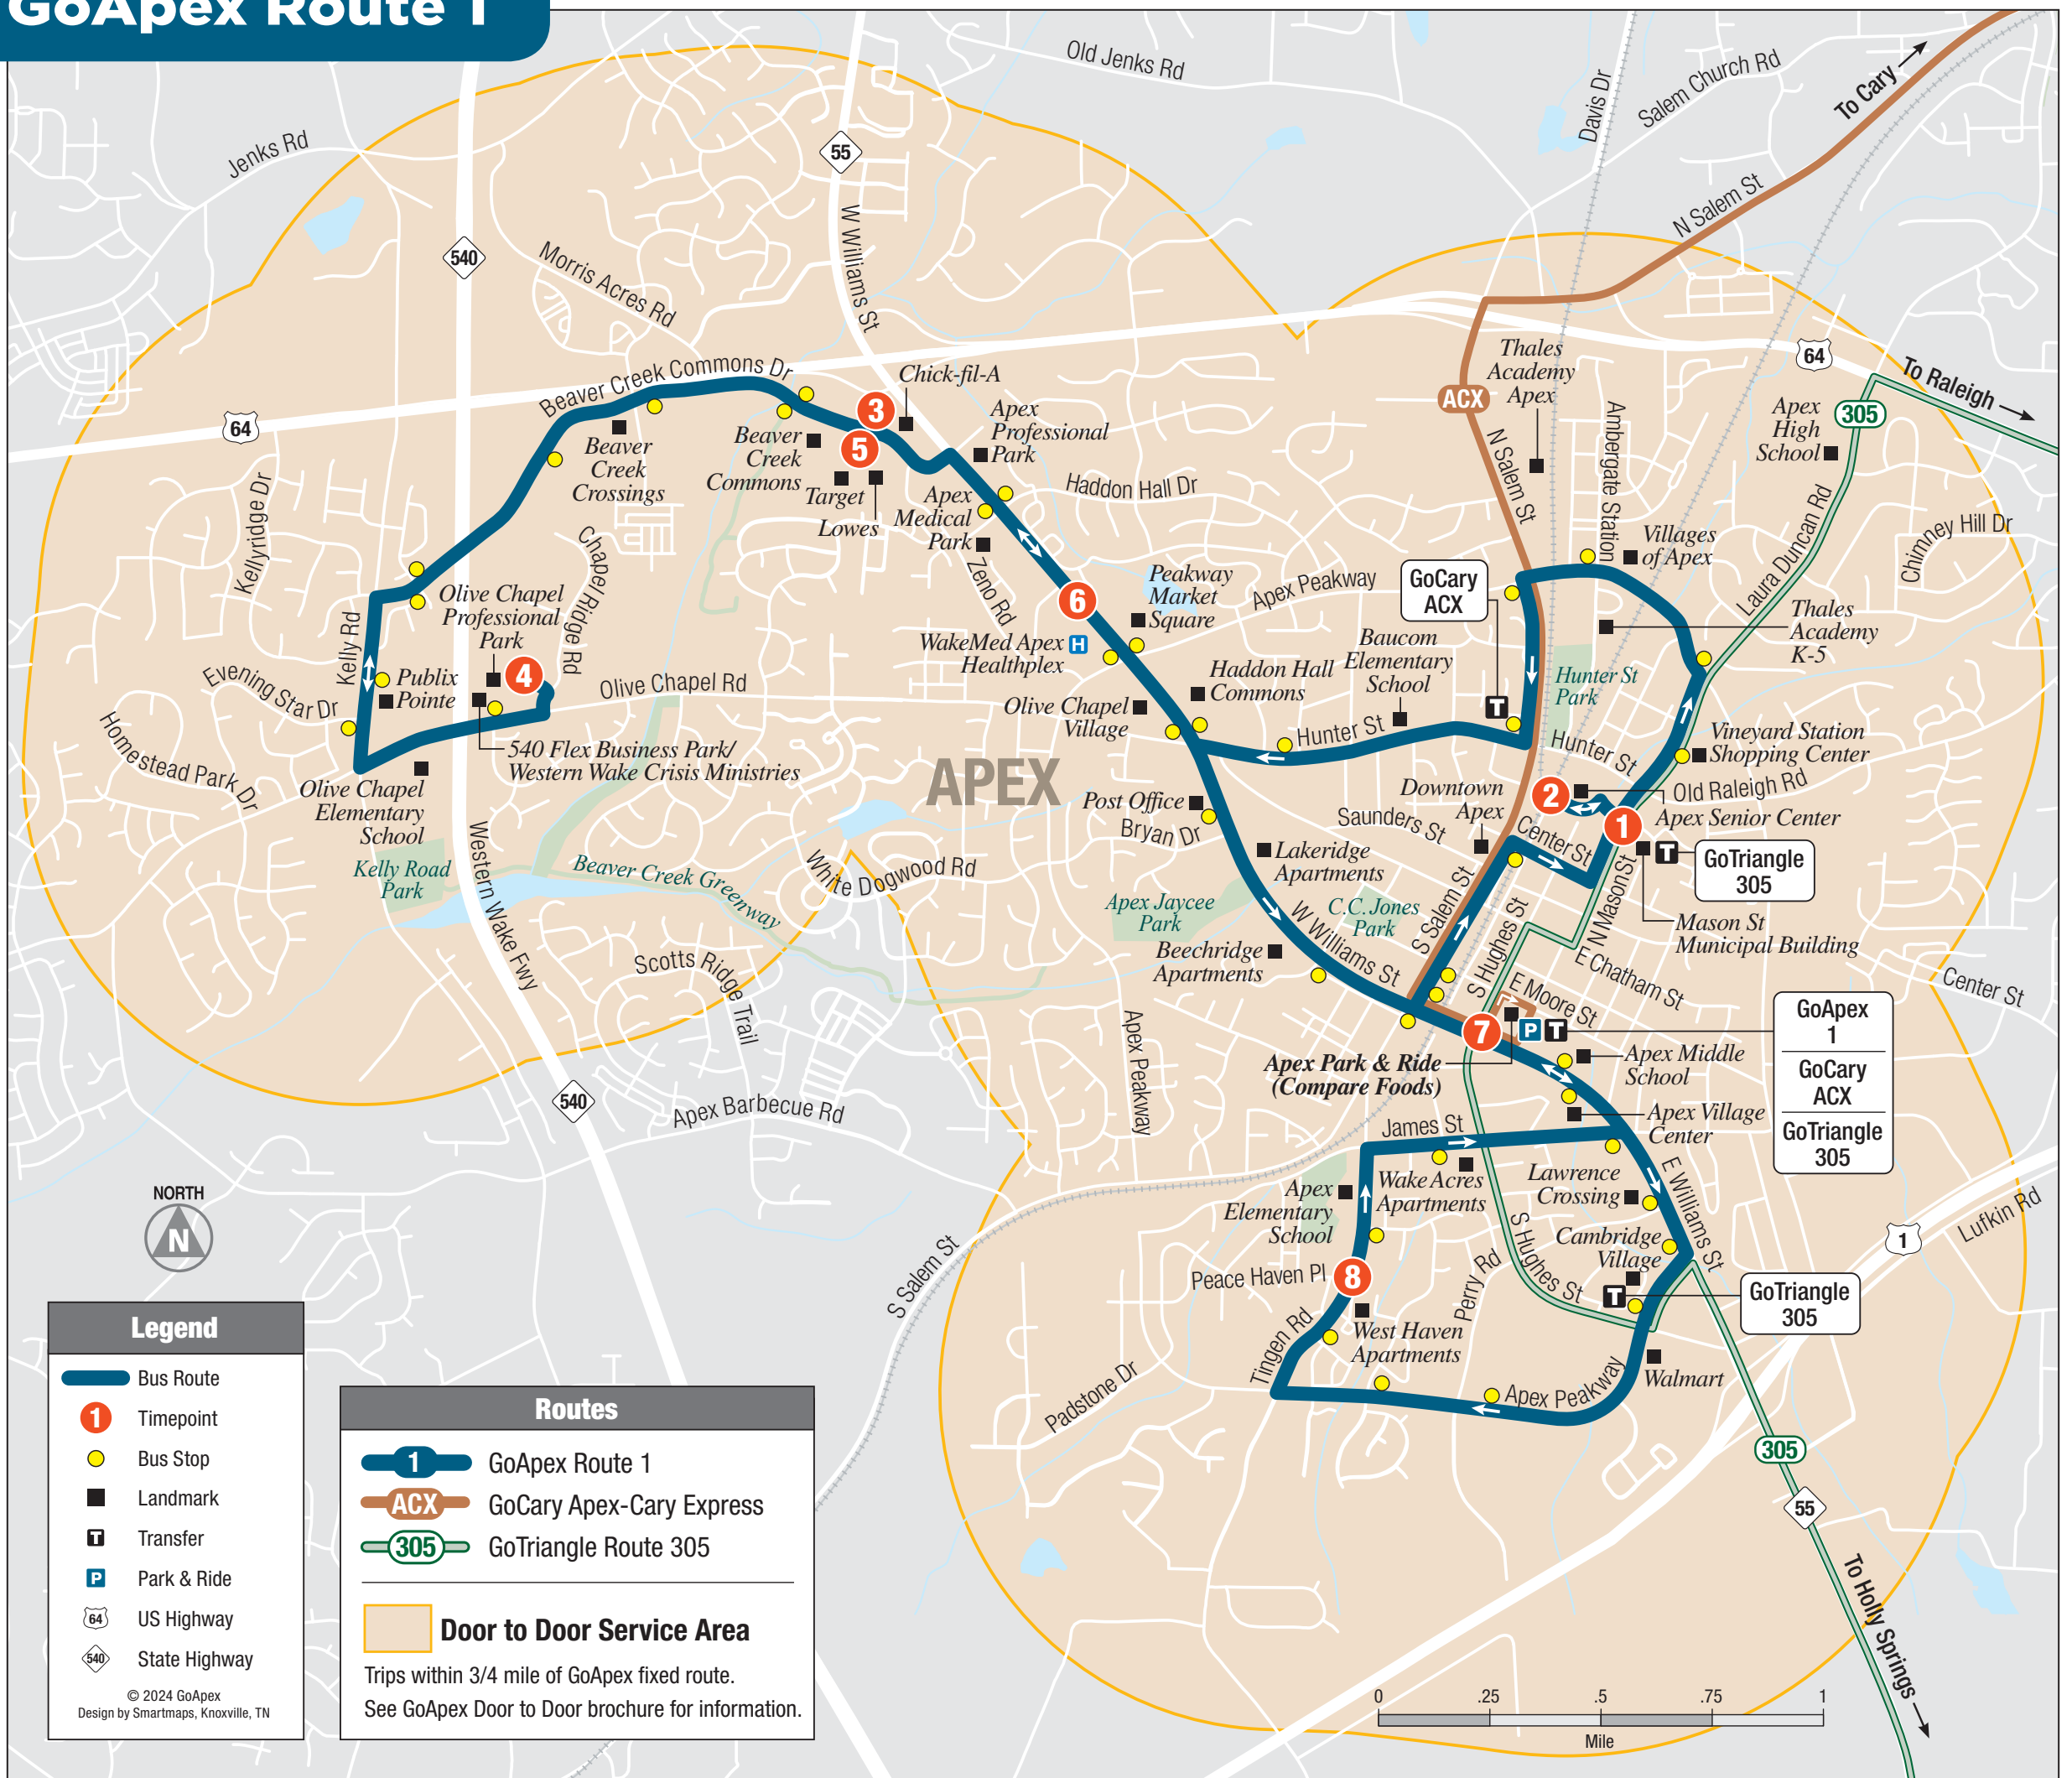 GoApex Route 1
Old Jenks Rd
Davis Dr
Salem Church Rd
To Cary
Jenks Rd
55
W Williams St
N Salem St
540
Morris Acres Rd
Beaver Creek Commons Dr
64
Chick-fil-A
3
5
Apex
Professional
Park
Haddon Hall Dr
Beaver
Creek
Crossings
Beaver
Creek
Commons
Target
Lowes
Apex
Medical
Park
Zeno Rd
Thales
Academy
Apex
ACX
N Salem St
Ambergate Station
64
To Raleigh
305
Apex
High
School
Laura Duncan Rd
Chimney Hill Dr
Villages
of Apex
Kellyridge Dr
Chapel Ridge Rd
Olive Chapel
Professional
Park
Kelly Rd
4
Publix
Pointe
Evening Star Dr
Homestead Park Dr
Olive Chapel Rd
540 Flex Business Park/
Western Wake Crisis Ministries
Olive Chapel
Elementary
School
Kelly Road
Park
6
Peakway
Market
Square
WakeMed Apex
Healthplex
H
Apex Peakway
GoCary
ACX
Baucom
Elementary
School
Haddon Hall
Commons
T
Hunter St
Park
Thales
Academy
K-5
Olive Chapel
Village
Hunter St
Hunter St
Vineyard Station
Shopping Center
Old Raleigh Rd
2
Apex Senior Center
1
T
GoTriangle
305
Mason St
Municipal Building
APEX
Post Office
Bryan Dr
Downtown
Apex
Saunders St
Center St
N Mason St
Lakeridge
Apartments
Western Wake Fwy
Beaver Creek Greenway
White Dogwood Rd
Apex Jaycee
Park
C.C. Jones
Park
W Williams St
S Salem St
S Hughes St
E Chatham St
E Moore St
Center St
Beechridge
Apartments
Scotts Ridge Trail
Apex Peakway
7
P
T
Apex Park & Ride
(Compare Foods)
Apex Middle
School
GoApex
1
GoCary
ACX
GoTriangle
305
540
Apex Barbecue Rd
James St
Apex Village
Center
Wake Acres
Apartments
Lawrence
Crossing
E Williams St
Apex
Elementary
School
Cambridge
Village
1
Lufkin Rd
NORTH
N
S Salem St
Peace Haven Pl
8
Perry Rd
S Hughes St
T
GoTriangle
305
Tingen Rd
West Haven
Apartments
Walmart
Apex Peakway
Padstone Dr
305
55
To Holly Springs
Legend
Bus Route
1
Timepoint
Bus Stop
Landmark
T
Transfer
P
Park & Ride
64
US Highway
540
State Highway
© 2024 GoApex
Design by Smartmaps, Knoxville, TN
Routes
1
GoApex Route 1
ACX
GoCary Apex-Cary Express
305
GoTriangle Route 305
Door to Door Service Area
Trips within 3/4 mile of GoApex fixed route.
See GoApex Door to Door brochure for information.
0 .25 .5 .75 1
Mile